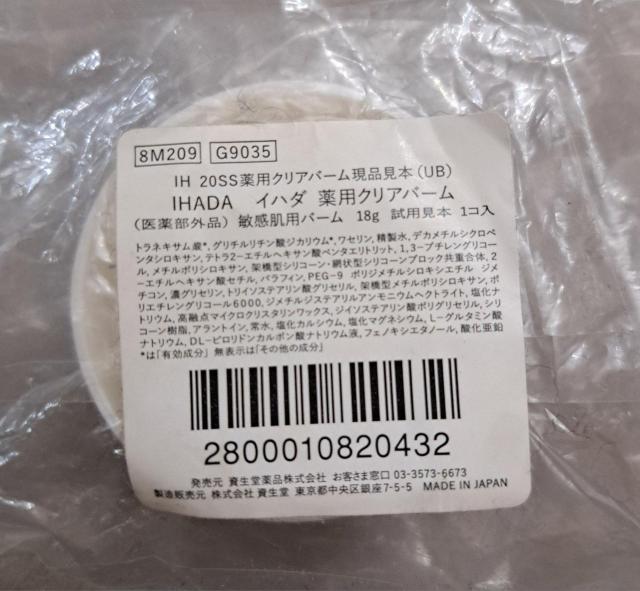 8M209 G9035
IH 20SS薬用クリアバーム現品見本(UB)
IHADA イハダ 薬用クリアバーム
(医薬部外品) 敏感肌用バーム 18g 試用見本 1コ入
トラネキサム酸*, グリチルリチン酸ジカリウム*, ワセリン, 精製水, デカメチルシクロペ
ンタシロキサン, テトラ2-エチルヘキサン酸ペンタエリトリット, 1,3-ブチレングリコー
ル, メチルポリシロキサン, 架橋型シリコーン・網状型シリコーンブロック共重合体, 2
-エチルヘキサン酸セチル, パラフィン, PEG-9 ポリジメチルシロキシエチル ジメ
チコン, 濃グリセリン, トリイソステアリン酸グリセリル, 架橋型メチルポリシロキサン, ポ
リエチレングリコール6000, ジメチルジステアリルアンモニウムヘクトライト, 塩化ナ
トリウム, 高融点マイクロクリスタリンワックス, ジイソステアリン酸ポリグリセリル, シリ
コーン樹脂, アラントイン, 常水, 塩化カルシウム, 塩化マグネシウム, L-グルタミン酸
ナトリウム, DL-ピロリドンカルボン酸ナトリウム液, フェノキシエタノール, 酸化亜鉛
*は「有効成分」 無表示は「その他の成分」
2800010820432
発売元 資生堂薬品株式会社 お客さま窓口 03-3573-6673
製造販売元 株式会社 資生堂 東京都中央区銀座7-5-5 MADE IN JAPAN